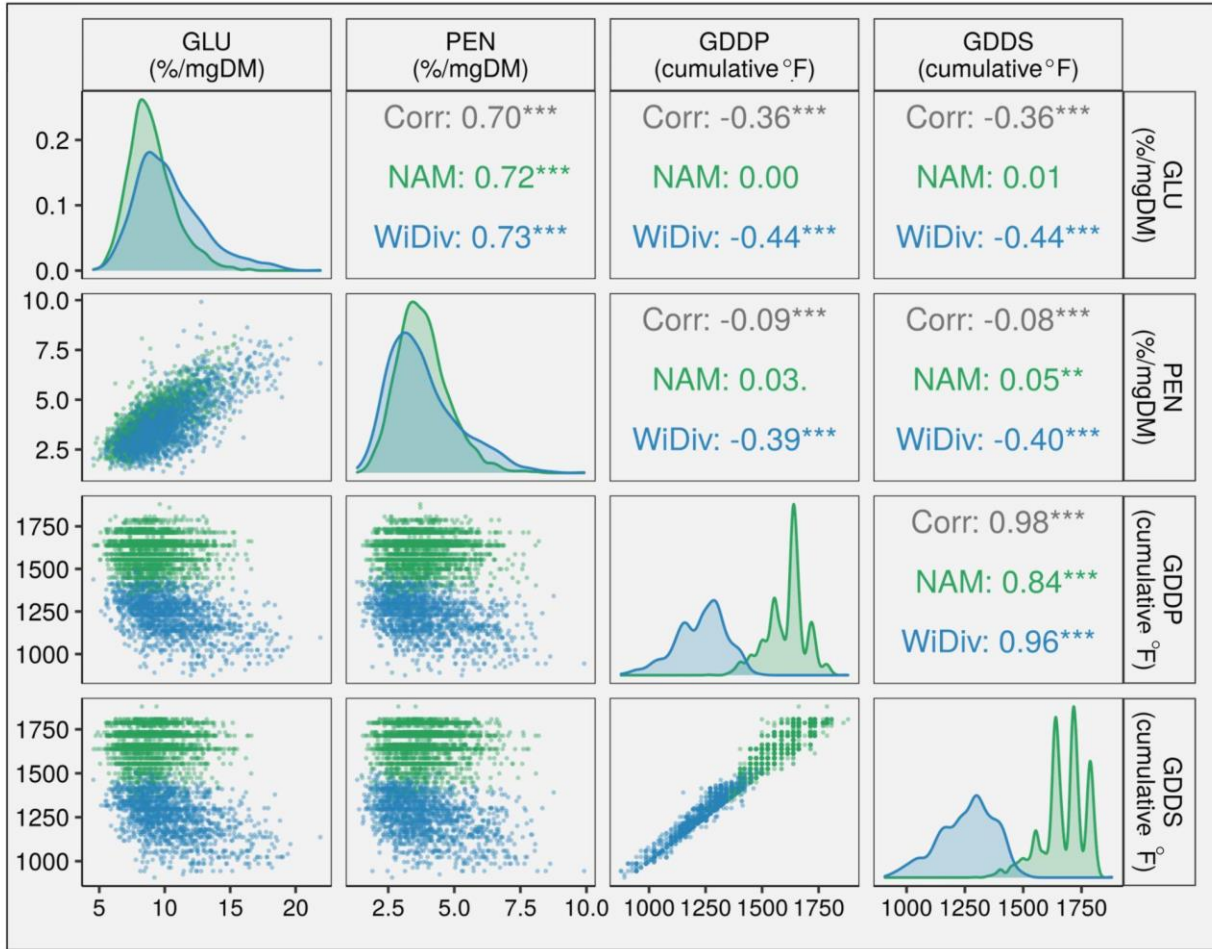 GLU
(%/mgDM)
PEN
(%/mgDM)
GDDP
(cumulative °F)
GDDS
(cumulative °F)
0.2
0.1
0.0
Corr: 0.70***
NAM: 0.72***
WiDiv: 0.73***
Corr: -0.36***
NAM: 0.00
WiDiv: -0.44***
Corr: -0.36***
NAM: 0.01
WiDiv: -0.44***
GLU
(%/mgDM)
10.0
7.5
5.0
2.5
Corr: -0.09***
NAM: 0.03.
WiDiv: -0.39***
Corr: -0.08***
NAM: 0.05**
WiDiv: -0.40***
PEN
(%/mgDM)
1750
1500
1250
1000
Corr: 0.98***
NAM: 0.84***
WiDiv: 0.96***
GDDP
(cumulative °F)
1750
1500
1250
1000
GDDS
(cumulative °F)
5 10 15 20
2.5 5.0 7.5 10.0
1000 1250 1500 1750
1000 1250 1500 1750